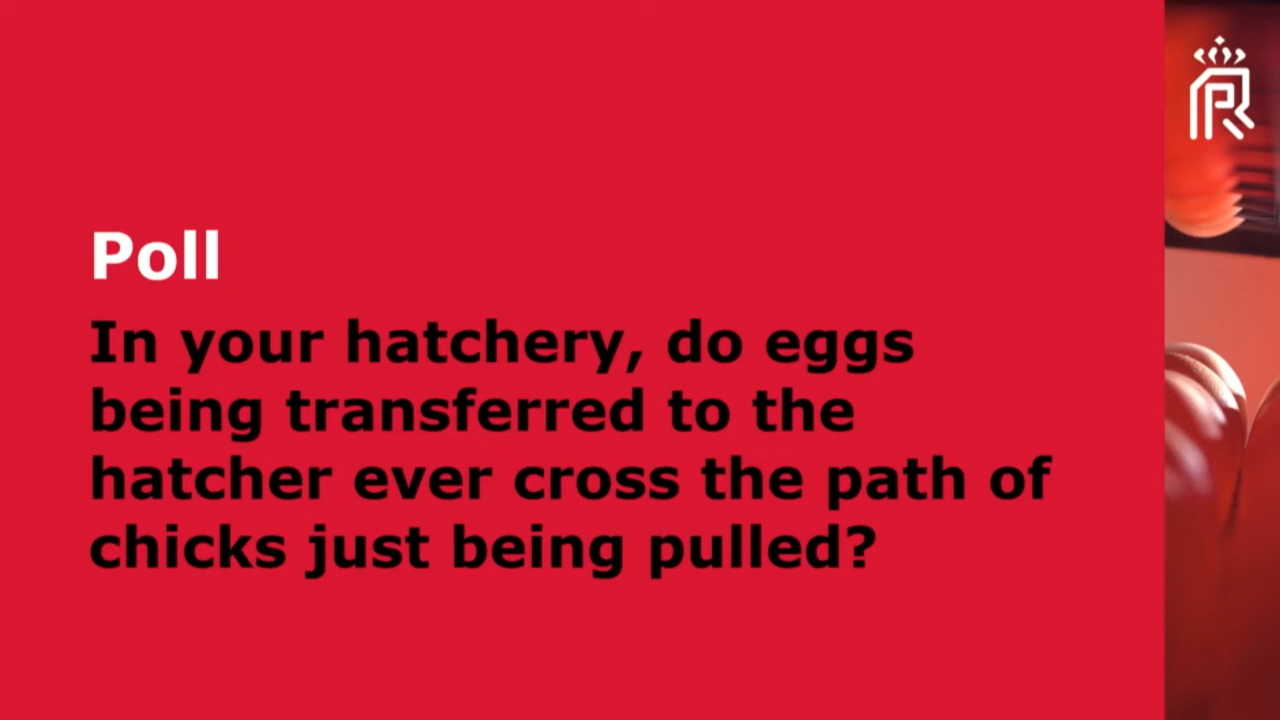 Poll
In your hatchery, do eggs
being transferred to the
hatcher ever cross the path of
chicks just being pulled?